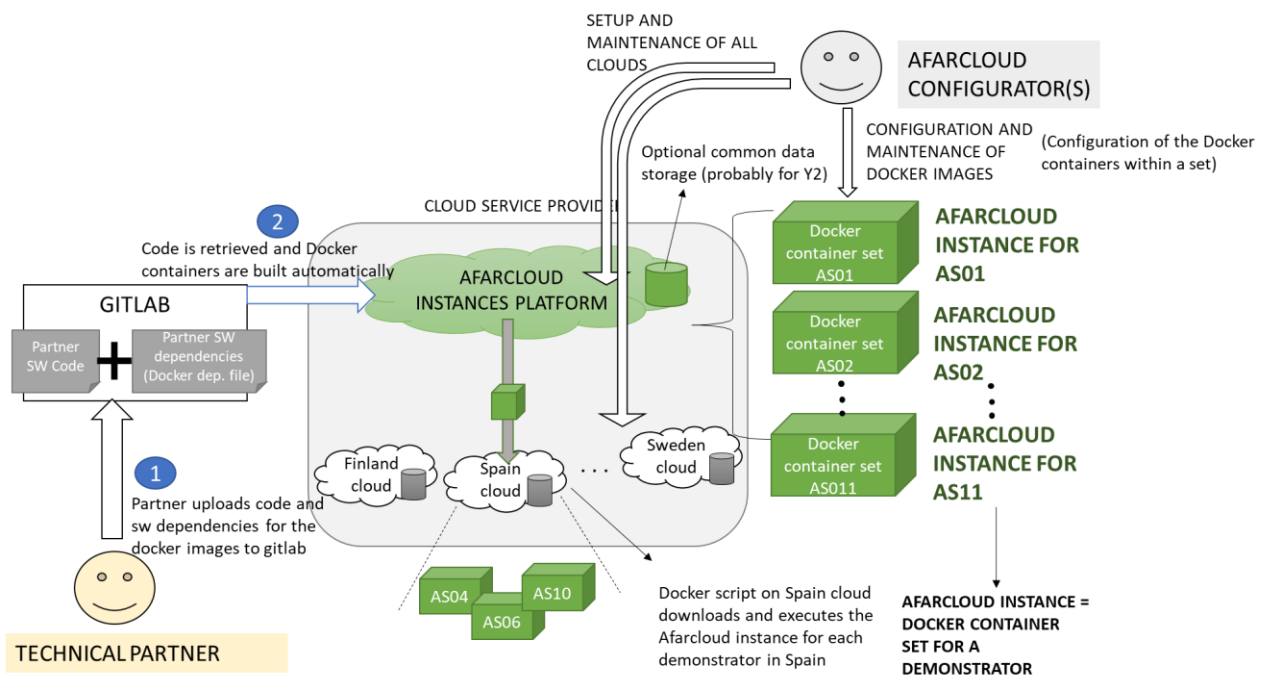 SETUP AND
MAINTENANCE OF ALL
CLOUDS
AFARCLOUD
CONFIGURATOR(S)
CONFIGURATION AND
MAINTENANCE OF
DOCKER IMAGES
(Configuration of the Docker
containers within a set)
Optional common data
storage (probably for Y2)
CLOUD SERVICE PROVIDER
2
Code is retrieved and Docker
containers are built automatically
AFARCLOUD
INSTANCES PLATFORM
GITLAB
Partner
SW Code
+
Partner SW
dependencies
(Docker dep. file)
Docker
container set
AS01
AFARCLOUD
INSTANCE FOR
AS01
Docker
container set
AS02
AFARCLOUD
INSTANCE FOR
AS02
Docker
container set
AS011
AFARCLOUD
INSTANCE FOR
AS11
Finland
cloud
Spain
cloud
. . .
Sweden
cloud
1
Partner uploads code and
sw dependencies for the
docker images to gitlab
TECHNICAL PARTNER
AS04
AS06
AS10
Docker script on Spain cloud
downloads and executes the
Afarcloud instance for each
demonstrator in Spain
AFARCLOUD INSTANCE =
DOCKER CONTAINER
SET FOR A
DEMONSTRATOR